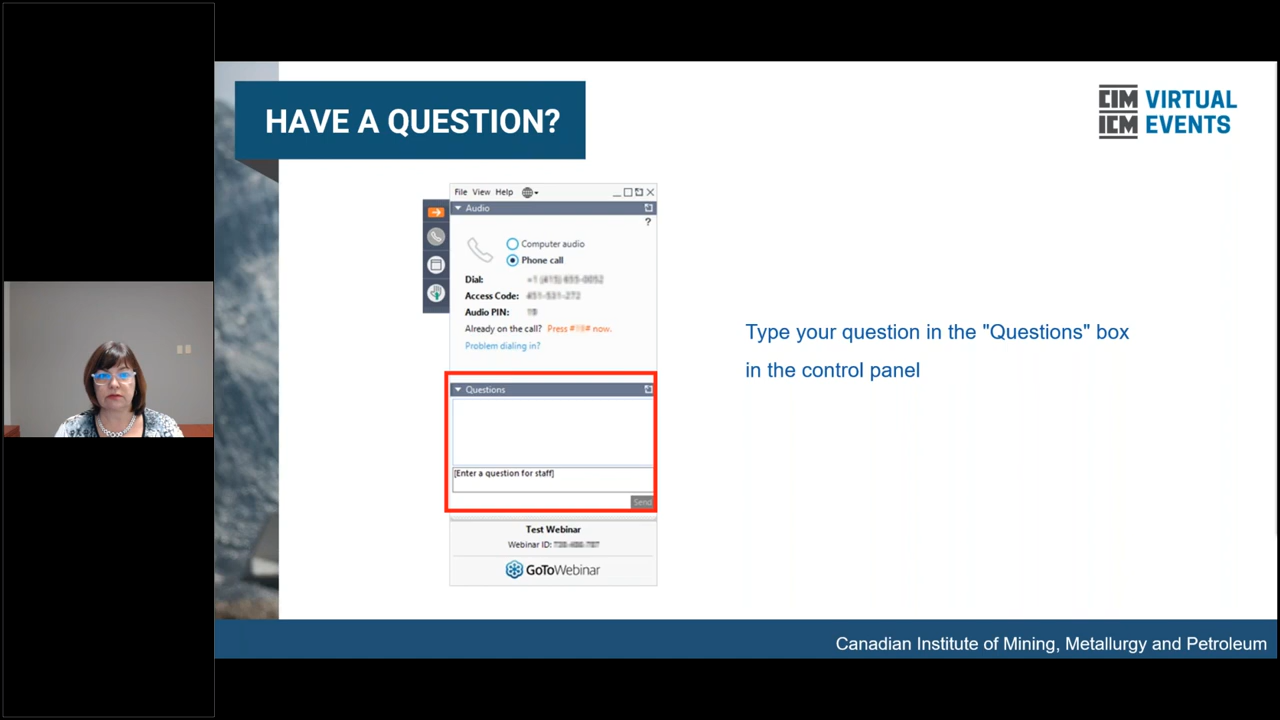 HAVE A QUESTION?
CIM VIRTUAL
ICM EVENTS
File View Help
Audio
?
Computer audio
Phone call
Dial:
Access Code:
Audio PIN:
Already on the call? Press # # now.
Problem dialing in?
Type your question in the "Questions" box
in the control panel
Questions
[Enter a question for staff]
Send
Test Webinar
Webinar ID:
GoToWebinar
Canadian Institute of Mining, Metallurgy and Petroleum